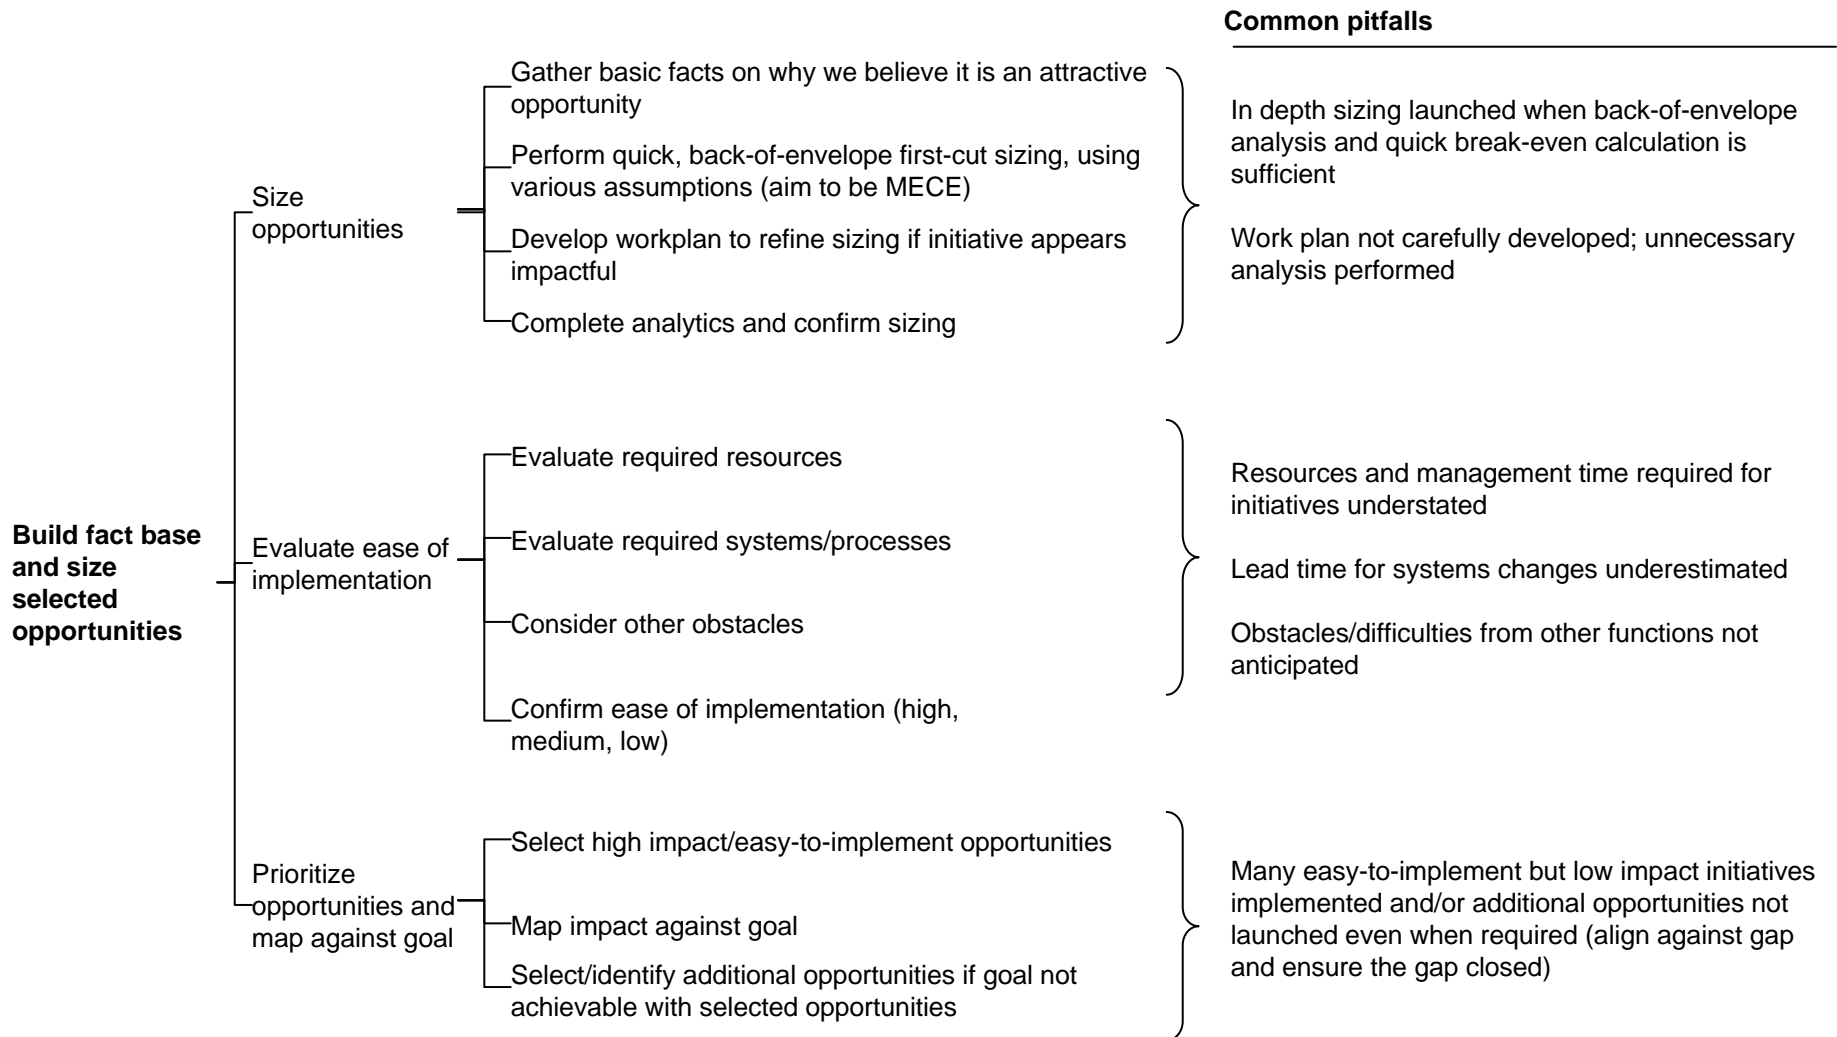 Common pitfalls
Gather basic facts on why we believe it is an attractive
opportunity
Perform quick, back-of-envelope first-cut sizing, using
various assumptions (aim to be MECE)
Size
opportunities
Develop workplan to refine sizing if initiative appears
impactful
Complete analytics and confirm sizing
In depth sizing launched when back-of-envelope
analysis and quick break-even calculation is
sufficient
Work plan not carefully developed; unnecessary
analysis performed
Build fact base
and size
selected
opportunities
Evaluate ease of
implementation
Evaluate required resources
Evaluate required systems/processes
Consider other obstacles
Confirm ease of implementation (high,
medium, low)
Resources and management time required for
initiatives understated
Lead time for systems changes underestimated
Obstacles/difficulties from other functions not
anticipated
Prioritize
opportunities and
map against goal
Select high impact/easy-to-implement opportunities
Map impact against goal
Select/identify additional opportunities if goal not
achievable with selected opportunities
Many easy-to-implement but low impact initiatives
implemented and/or additional opportunities not
launched even when required (align against gap
and ensure the gap closed)